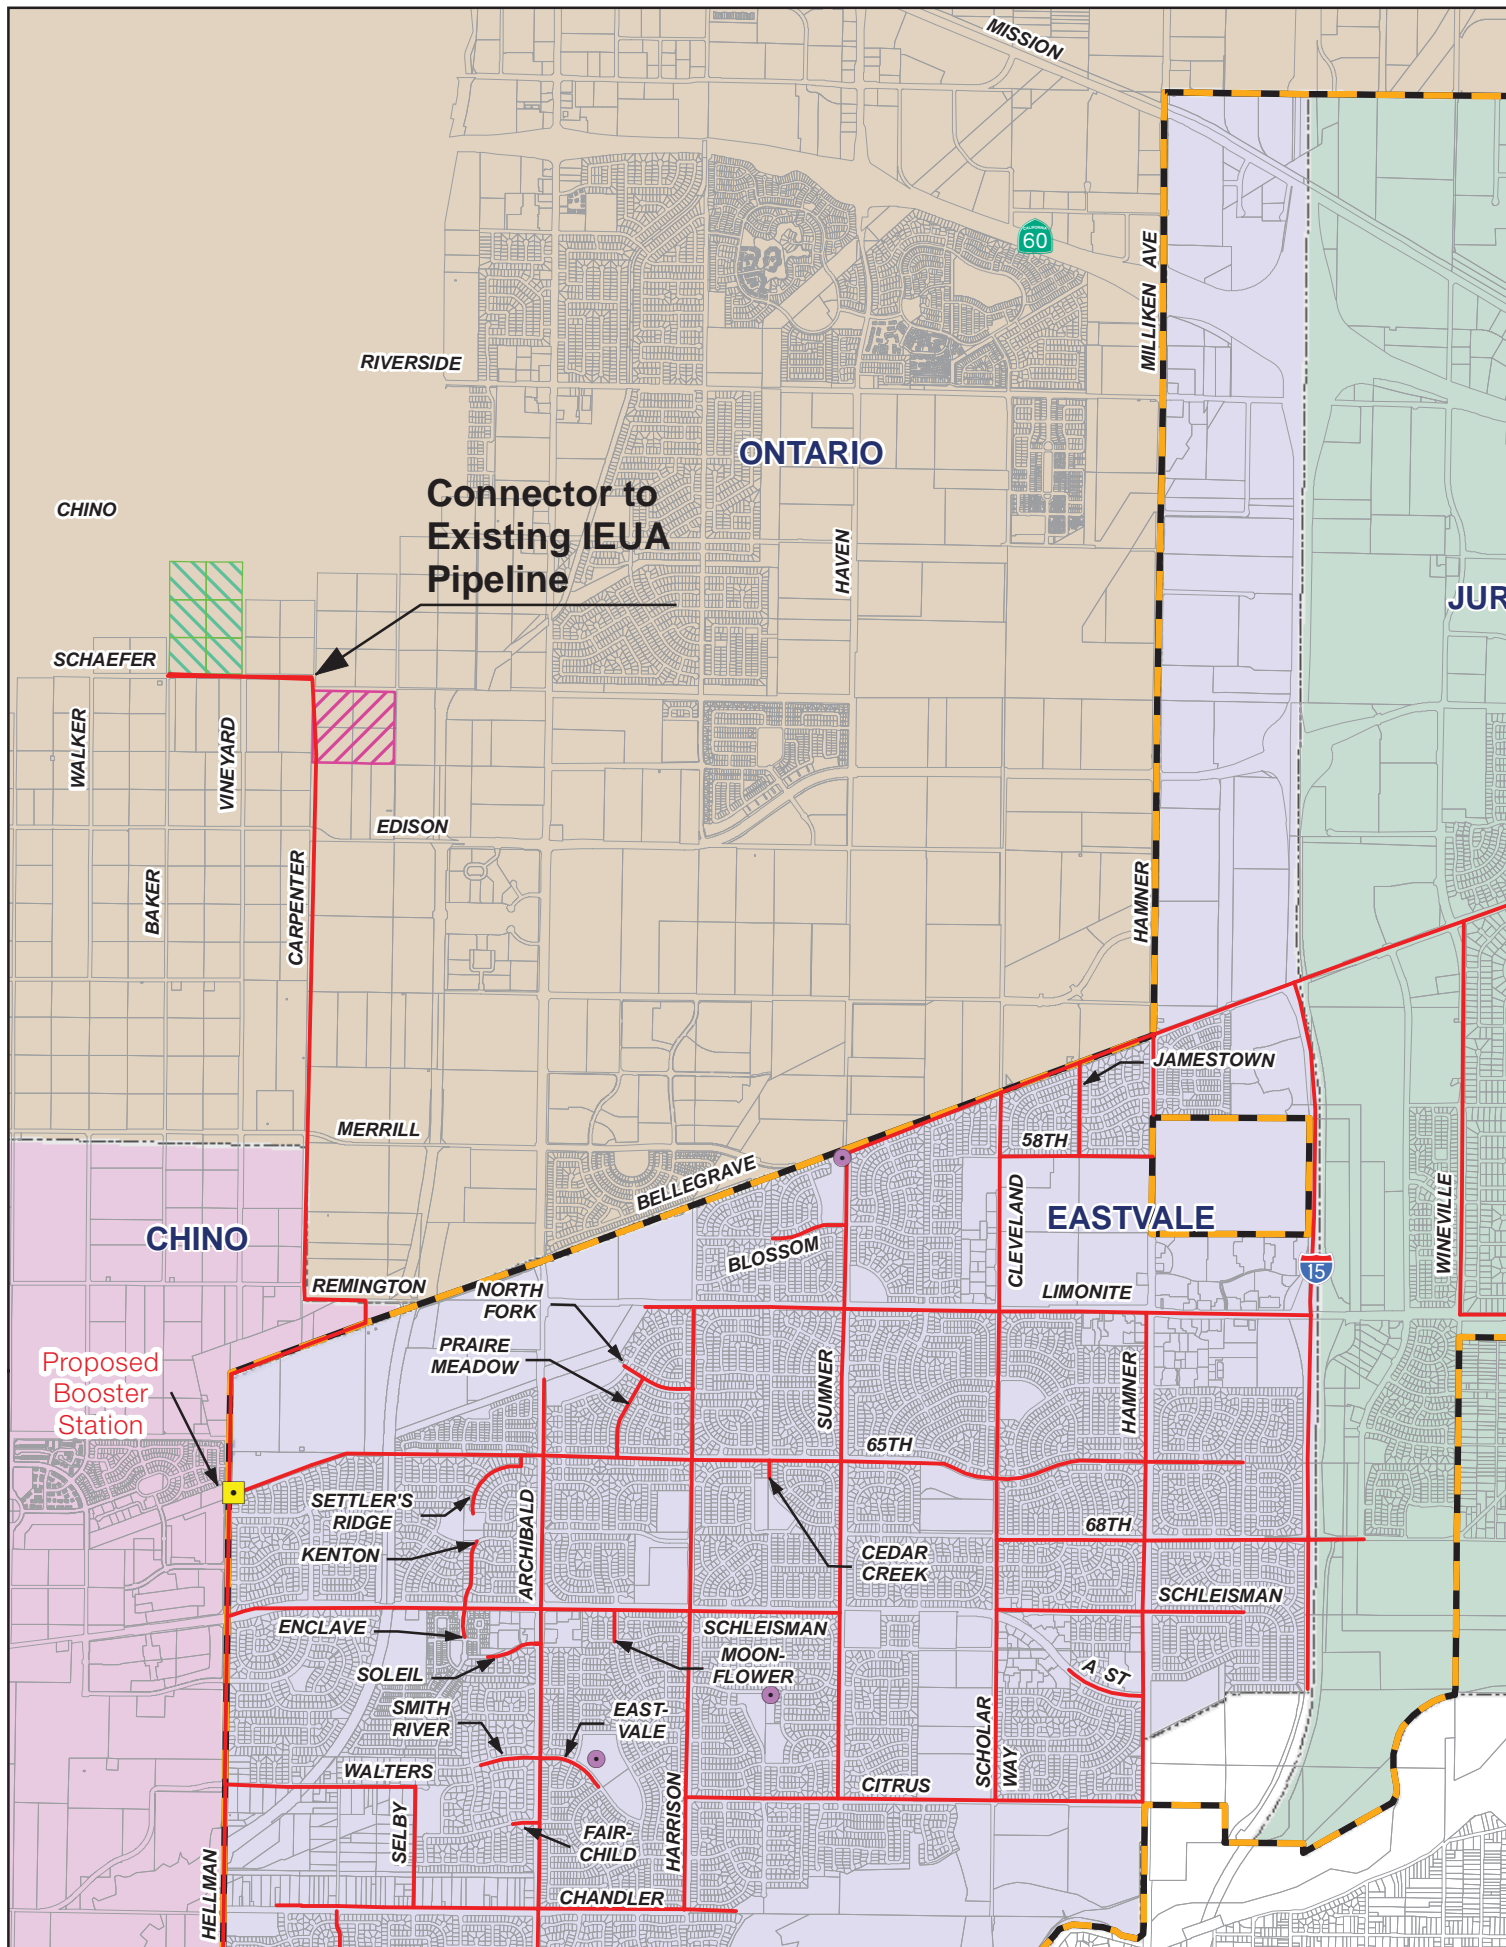 MISSION
CALIFORNIA
60
MILLIKEN AVE
RIVERSIDE
ONTARIO
Connector to
Existing IEUA
Pipeline
CHINO
HAVEN
JUR
SCHAEFER
WALKER
VINEYARD
EDISON
BAKER
CARPENTER
HAMNER
JAMESTOWN
MERRILL
58TH
BELLEGRAVE
CLEVELAND
EASTVALE
WINEVILLE
CHINO
BLOSSOM
15
REMINGTON
NORTH
FORK
LIMONITE
PRAIRE
MEADOW
Proposed
Booster
Station
SUMNER
HAMNER
65TH
SETTLER'S
RIDGE
ARCHIBALD
68TH
KENTON
CEDAR
CREEK
SCHLEISMAN
ENCLAVE
SCHLEISMAN
SOLEIL
MOON-
FLOWER
A ST
SMITH
RIVER
EAST-
VALE
SCHOLAR
WAY
WALTERS
CITRUS
HARRISON
SELBY
FAIR-
CHILD
HELLMAN
CHANDLER